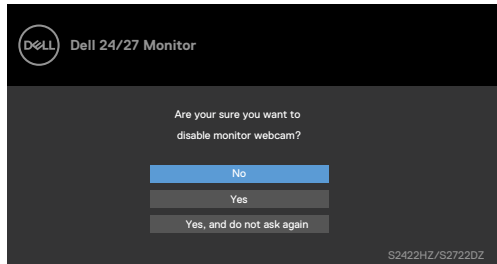 DELL
Dell 24/27 Monitor
Are your sure you want to
disable monitor webcam?
No
Yes
Yes, and do not ask again
S2422HZ/S2722DZ